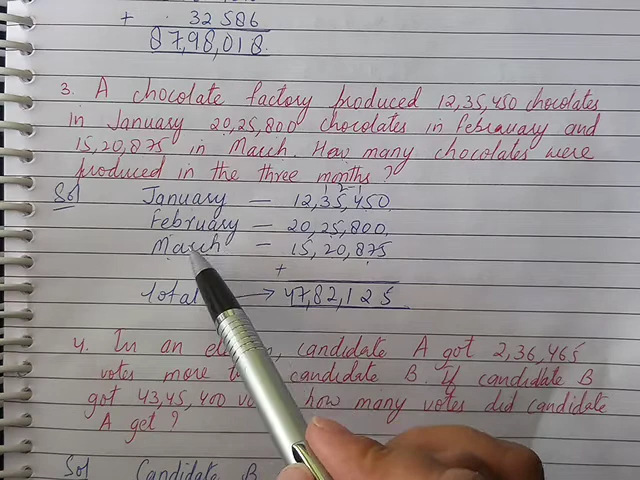 + 32586
87,98,018.
3. A chocolate factory produced 12,35,450 chocolates
in January 20,25,800 chocolates in february and
15,20,875 in March. How many chocolates were
produced in the three months?
1 2 1
Sol January — 12,35,450
February — 20,25,800
March — 15,20,875
+
Total → 47,82,125
4. In an , candidate A got 2,36,465
votes more candidate B. If candidate B
got 43,45,400 how many votes did candidate
A get?
Sol Candidate B